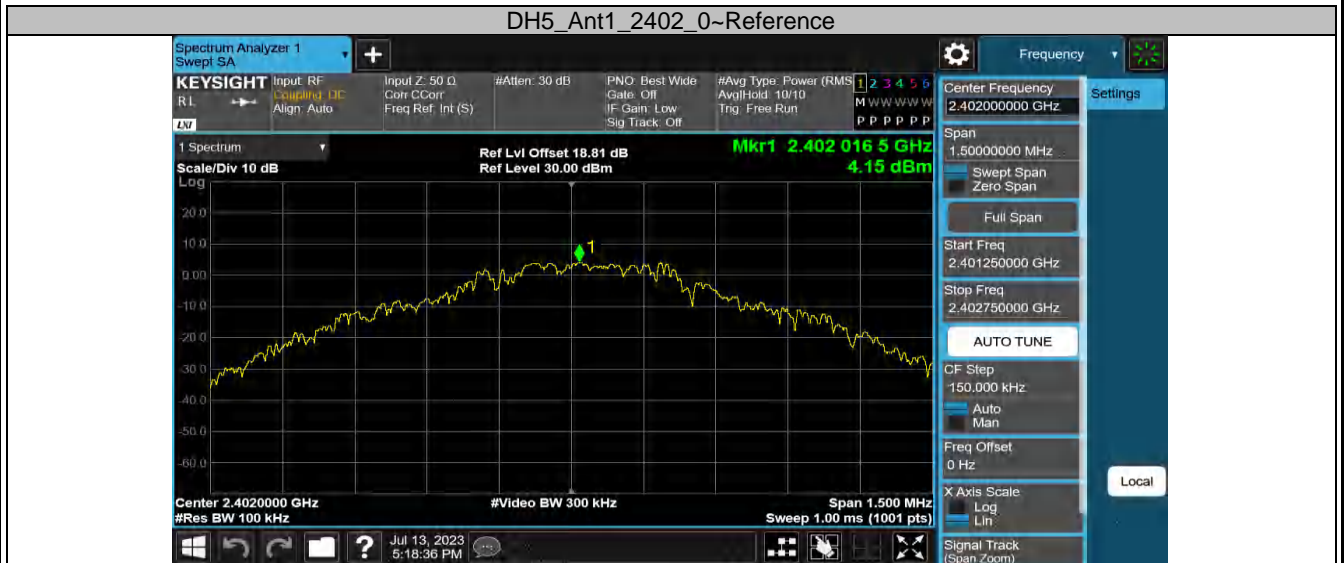 DH5_Ant1_2402_0~Reference
Spectrum Analyzer 1
Swept SA
+
Frequency
KEYSIGHT
RL
LXI
Input: RF
Coupling: DC
Align: Auto
Input Z: 50 Ω
Corr CCorr
Freq Ref: Int (S)
#Atten: 30 dB
PNO: Best Wide
Gate: Off
IF Gain: Low
Sig Track: Off
#Avg Type: Power (RMS
Avg|Hold: 10/10
Trig: Free Run
1 2 3 4 5 6
M W W W W W
P P P P P P
1 Spectrum
Scale/Div 10 dB
Ref Lvl Offset 18.81 dB
Ref Level 30.00 dBm
Mkr1 2.402 016 5 GHz
4.15 dBm
Log
20.0
10.0
0.00
-10.0
-20.0
-30.0
-40.0
-50.0
-60.0
1
Center 2.4020000 GHz
#Res BW 100 kHz
#Video BW 300 kHz
Span 1.500 MHz
Sweep 1.00 ms (1001 pts)
?
Jul 13, 2023
5:18:36 PM
Center Frequency
2.402000000 GHz
Settings
Span
1.50000000 MHz
Swept Span
Zero Span
Full Span
Start Freq
2.401250000 GHz
Stop Freq
2.402750000 GHz
AUTO TUNE
CF Step
150.000 kHz
Auto
Man
Freq Offset
0 Hz
X Axis Scale
Log
Lin
Local
Signal Track
(Span Zoom)